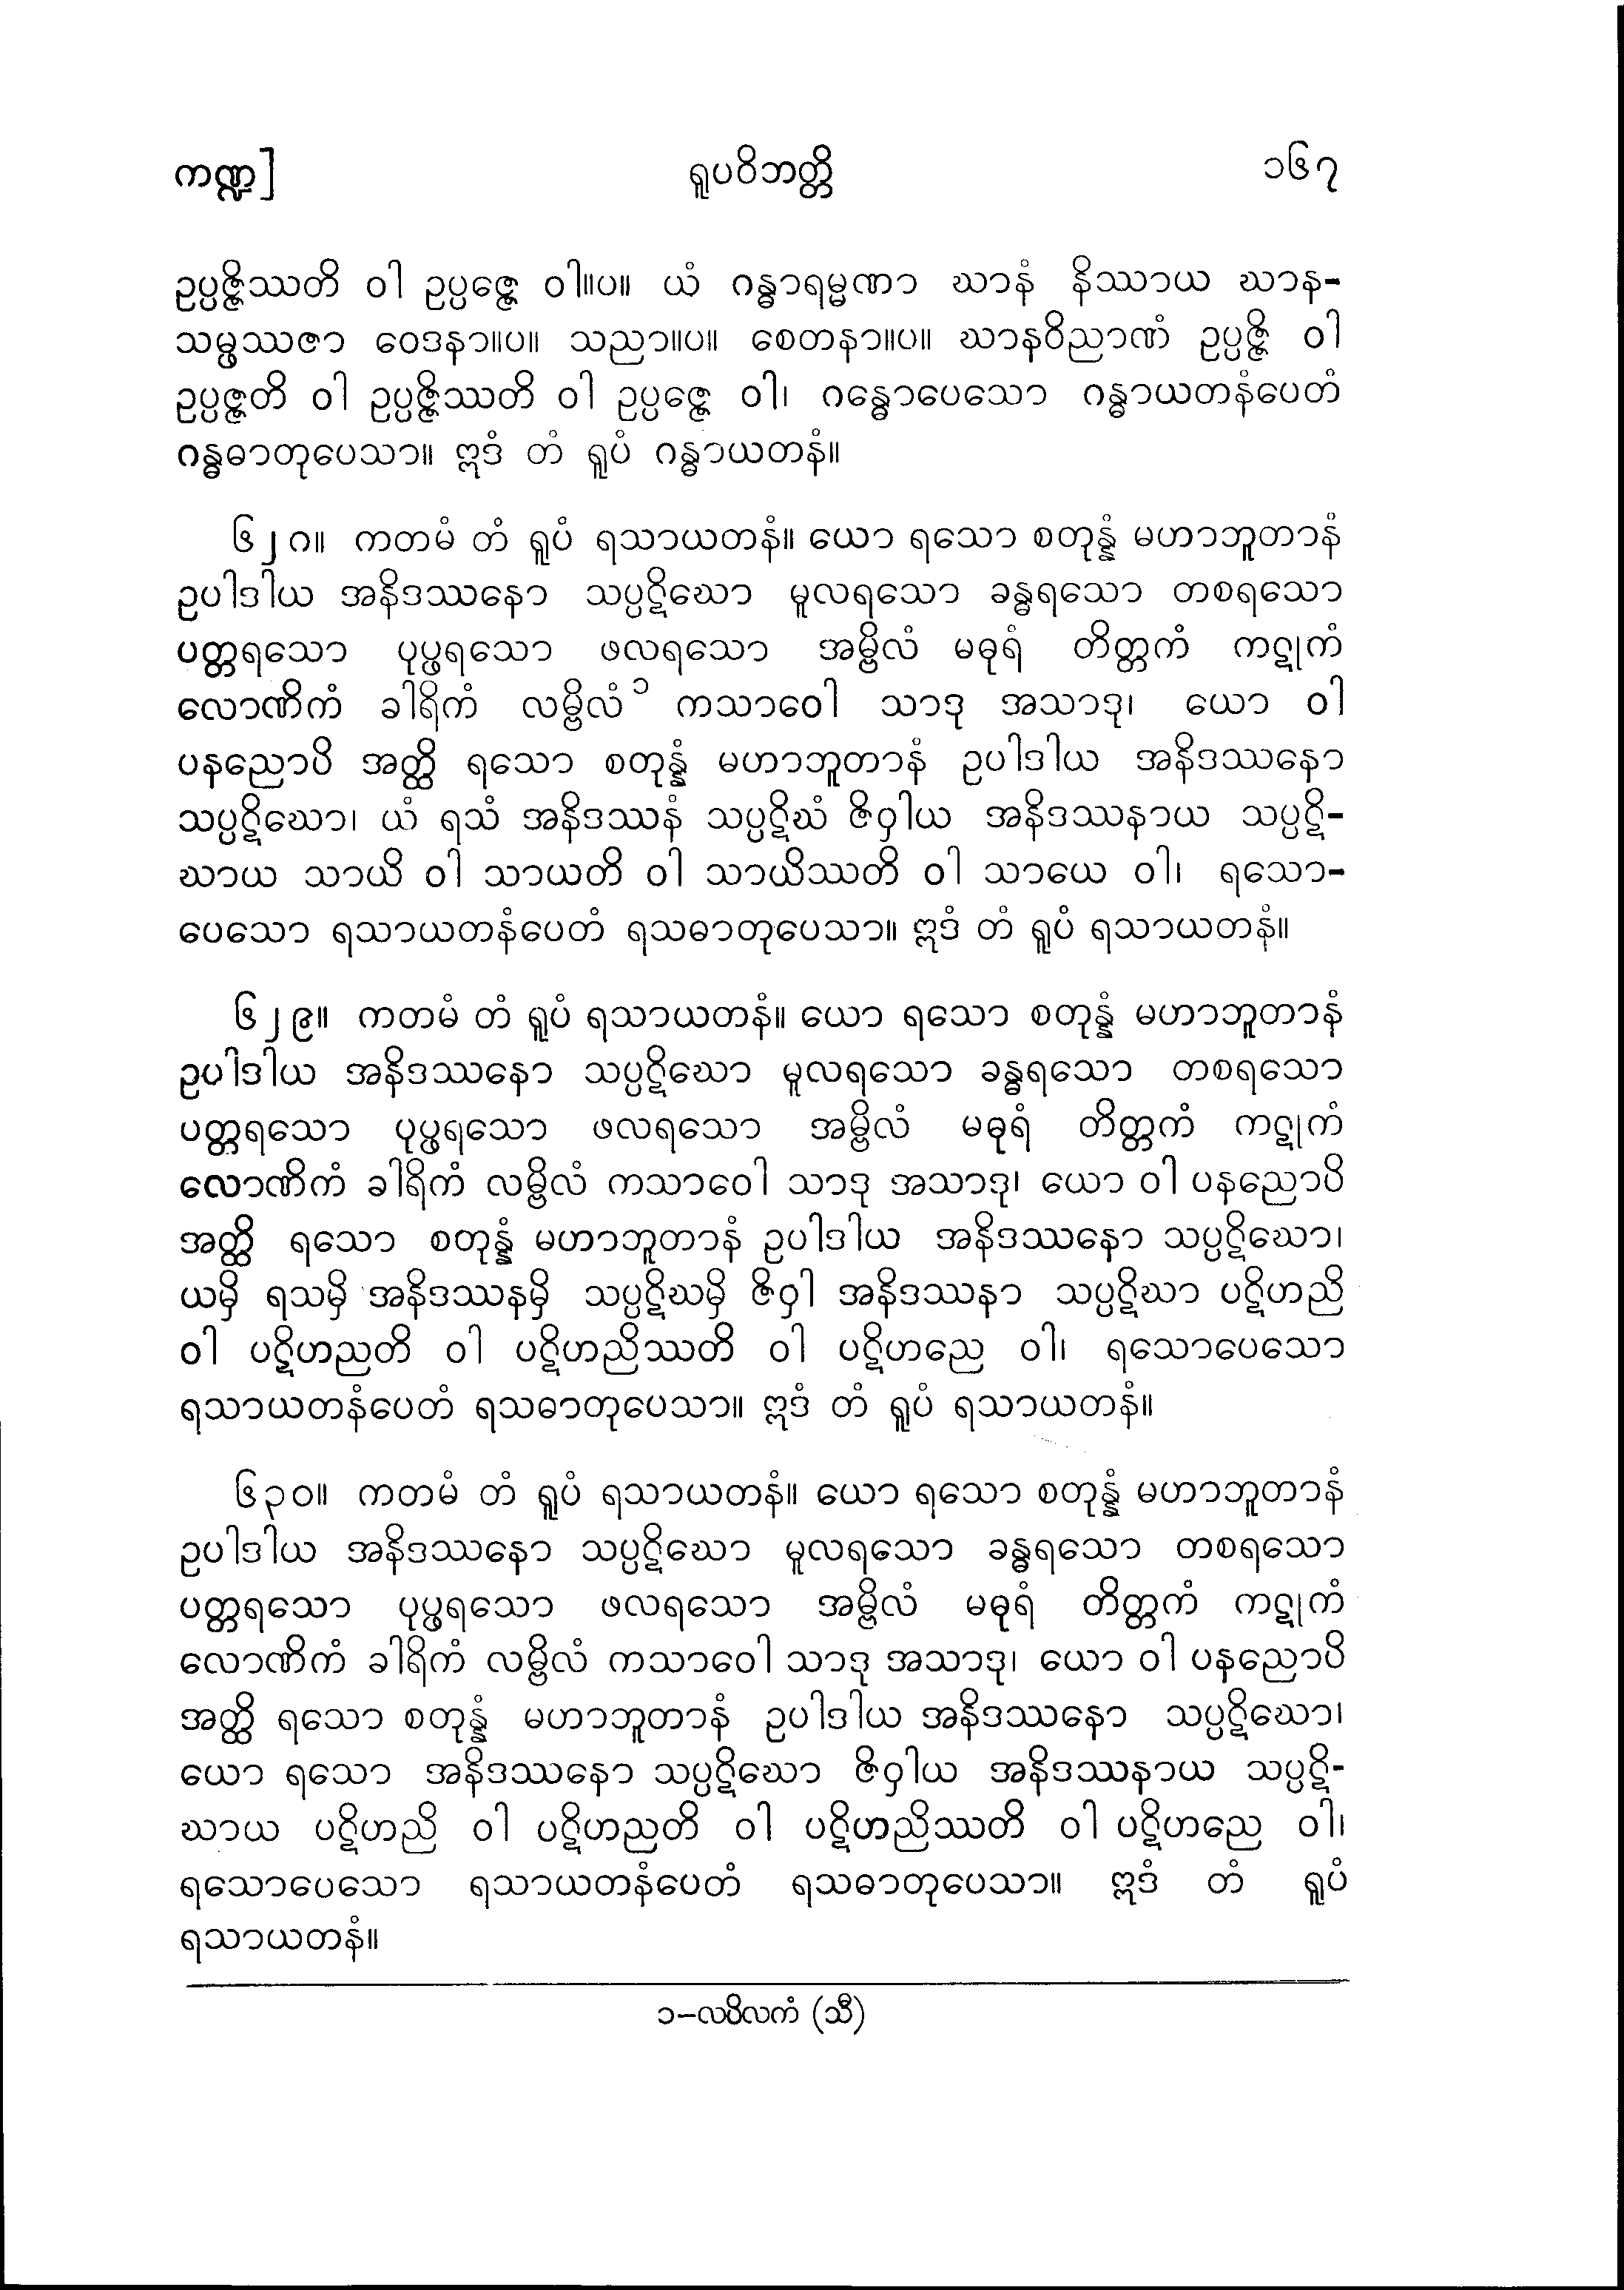 ကဏ္ဍ]
ရူပဝိဘတ္တိ
၁၆၇
ဥပ္ပဇ္ဇိဿတိ ဝါ ဥပ္ပဇ္ဇေ ဝါ။ပ။ ယံ ဂန္ဓာရမ္မဏာ ဃာနံ နိဿာယ ဃာန-
သမ္ဖဿဇာ ဝေဒနာ။ပ။ သညာ။ပ။ စေတနာ။ပ။ ဃာနဝိညာဏံ ဥပ္ပဇ္ဇိ ဝါ
ဥပ္ပဇ္ဇတိ ဝါ ဥပ္ပဇ္ဇိဿတိ ဝါ ဥပ္ပဇ္ဇေ ဝါ၊ ဂန္ဓောပေသော ဂန္ဓာယတနံပေတံ
ဂန္ဓဓာတုပေသာ။ ဣဒံ တံ ရူပံ ဂန္ဓာယတနံ။
၆၂၈။ ကတမံ တံ ရူပံ ရသာယတနံ။ ယော ရသော စတုန္နံ မဟာဘူတာနံ
ဥပါဒါယ အနိဒဿနော သပ္ပဋိဃော မူလရသော ခန္ဓရသော တစရသော
ပတ္တရသော ပုပ္ဖရသော ဖလရသော အမ္ဗိလံ မဓုရံ တိတ္တကံ ကဋုကံ
လောဏိကံ ခါရိကံ လမ္ဗိလံ ၁ ကသာဝေါ သာဒု အသာဒု၊ ယော ဝါ
ပနညောပိ အတ္ထိ ရသော စတုန္နံ မဟာဘူတာနံ ဥပါဒါယ အနိဒဿနော
သပ္ပဋိဃော၊ ယံ ရသံ အနိဒဿနံ သပ္ပဋိဃံ ဇိဝှါယ အနိဒဿနာယ သပ္ပဋိ-
ဃာယ သာယိ ဝါ သာယတိ ဝါ သာယိဿတိ ဝါ သာယေ ဝါ၊ ရသော-
ပေသော ရသာယတနံပေတံ ရသဓာတုပေသာ။ ဣဒံ တံ ရူပံ ရသာယတနံ။
၆၂၉။ ကတမံ တံ ရူပံ ရသာယတနံ။ ယော ရသော စတုန္နံ မဟာဘူတာနံ
ဥပါဒါယ အနိဒဿနော သပ္ပဋိဃော မူလရသော ခန္ဓရသော တစရသော
ပတ္တရသော ပုပ္ဖရသော ဖလရသော အမ္ဗိလံ မဓုရံ တိတ္တကံ ကဋုကံ
လောဏိကံ ခါရိကံ လမ္ဗိလံ ကသာဝေါ သာဒု အသာဒု၊ ယော ဝါ ပနညောပိ
အတ္ထိ ရသော စတုန္နံ မဟာဘူတာနံ ဥပါဒါယ အနိဒဿနော သပ္ပဋိဃော၊
ယမှိ ရသမှိ အနိဒဿနမှိ သပ္ပဋိဃမှိ ဇိဝှါ အနိဒဿနာ သပ္ပဋိဃာ ပဋိဟညိ
ဝါ ပဋိဟညတိ ဝါ ပဋိဟညိဿတိ ဝါ ပဋိဟညေ ဝါ၊ ရသောပေသော
ရသာယတနံပေတံ ရသဓာတုပေသာ။ ဣဒံ တံ ရူပံ ရသာယတနံ။
၆၃၀။ ကတမံ တံ ရူပံ ရသာယတနံ။ ယော ရသော စတုန္နံ မဟာဘူတာနံ
ဥပါဒါယ အနိဒဿနော သပ္ပဋိဃော မူလရသော ခန္ဓရသော တစရသော
ပတ္တရသော ပုပ္ဖရသော ဖလရသော အမ္ဗိလံ မဓုရံ တိတ္တကံ ကဋုကံ
လောဏိကံ ခါရိကံ လမ္ဗိလံ ကသာဝေါ သာဒု အသာဒု၊ ယော ဝါ ပနညောပိ
အတ္ထိ ရသော စတုန္နံ မဟာဘူတာနံ ဥပါဒါယ အနိဒဿနော သပ္ပဋိဃော၊
ယော ရသော အနိဒဿနော သပ္ပဋိဃော ဇိဝှါယ အနိဒဿနာယ သပ္ပဋိ-
ဃာယ ပဋိဟညိ ဝါ ပဋိဟညတိ ဝါ ပဋိဟညိဿတိ ဝါ ပဋိဟညေ ဝါ၊
ရသောပေသော ရသာယတနံပေတံ ရသဓာတုပေသာ။ ဣဒံ တံ ရူပံ
ရသာယတနံ။
၁-လပိလကံ (သီ)